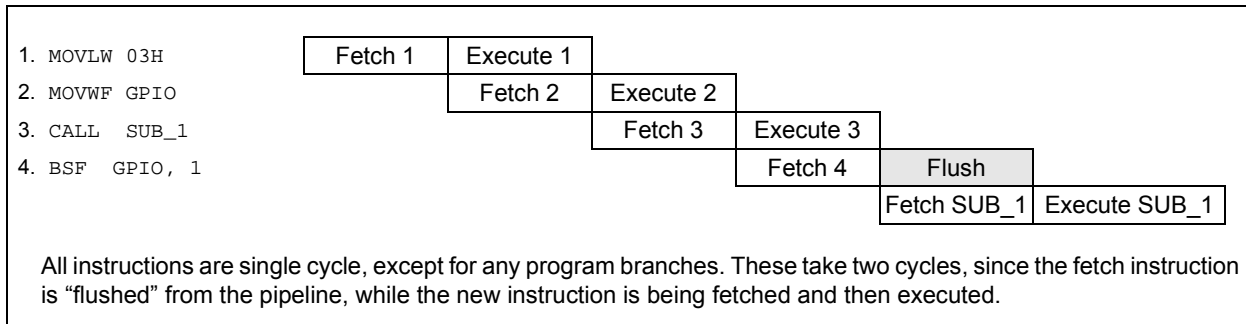 1. MOVLW 03H Fetch 1 Execute 1
2. MOVWF GPIO Fetch 2 Execute 2
3. CALL SUB_1 Fetch 3 Execute 3
4. BSF GPIO, 1 Fetch 4 Flush
Fetch SUB_1 Execute SUB_1
All instructions are single cycle, except for any program branches. These take two cycles, since the fetch instruction
is “flushed” from the pipeline, while the new instruction is being fetched and then executed.